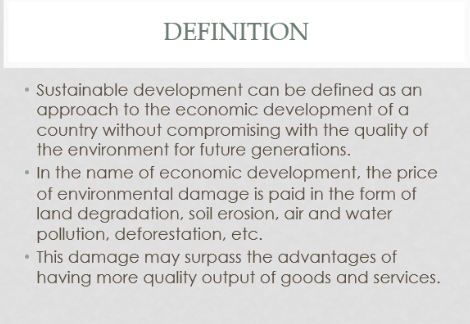 DEFINITION
• Sustainable development can be defined as an
approach to the economic development of a
country without compromising with the quality of
the environment for future generations.
• In the name of economic development, the price
of environmental damage is paid in the form of
land degradation, soil erosion, air and water
pollution, deforestation, etc.
• This damage may surpass the advantages of
having more quality output of goods and services.